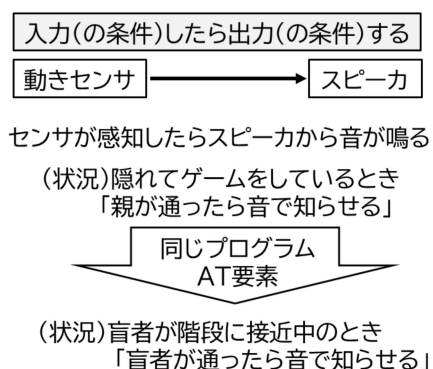 入力(の条件)したら出力(の条件)する
動きセンサ
スピーカ
センサが感知したらスピーカから音が鳴る
(状況)隠れてゲームをしているとき
「親が通ったら音で知らせる」
同じプログラム
AT要素
(状況)盲者が階段に接近中のとき
「盲者が通ったら音で知らせる」